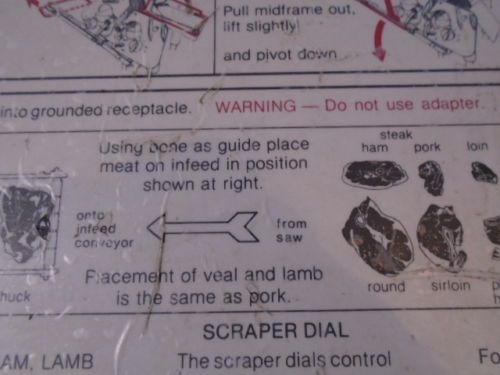 Pull midframe out,
lift slightly
and pivot down
into grounded receptacle. WARNING — Do not use adapter.
Using bone as guide place
meat on infeed in position
shown at right.
steak
ham pork loin
onto
infeed
conveyor
from
saw
huck
Placement of veal and lamb
is the same as pork.
round sirloin
SCRAPER DIAL
AM, LAMB The scraper dials control Fo